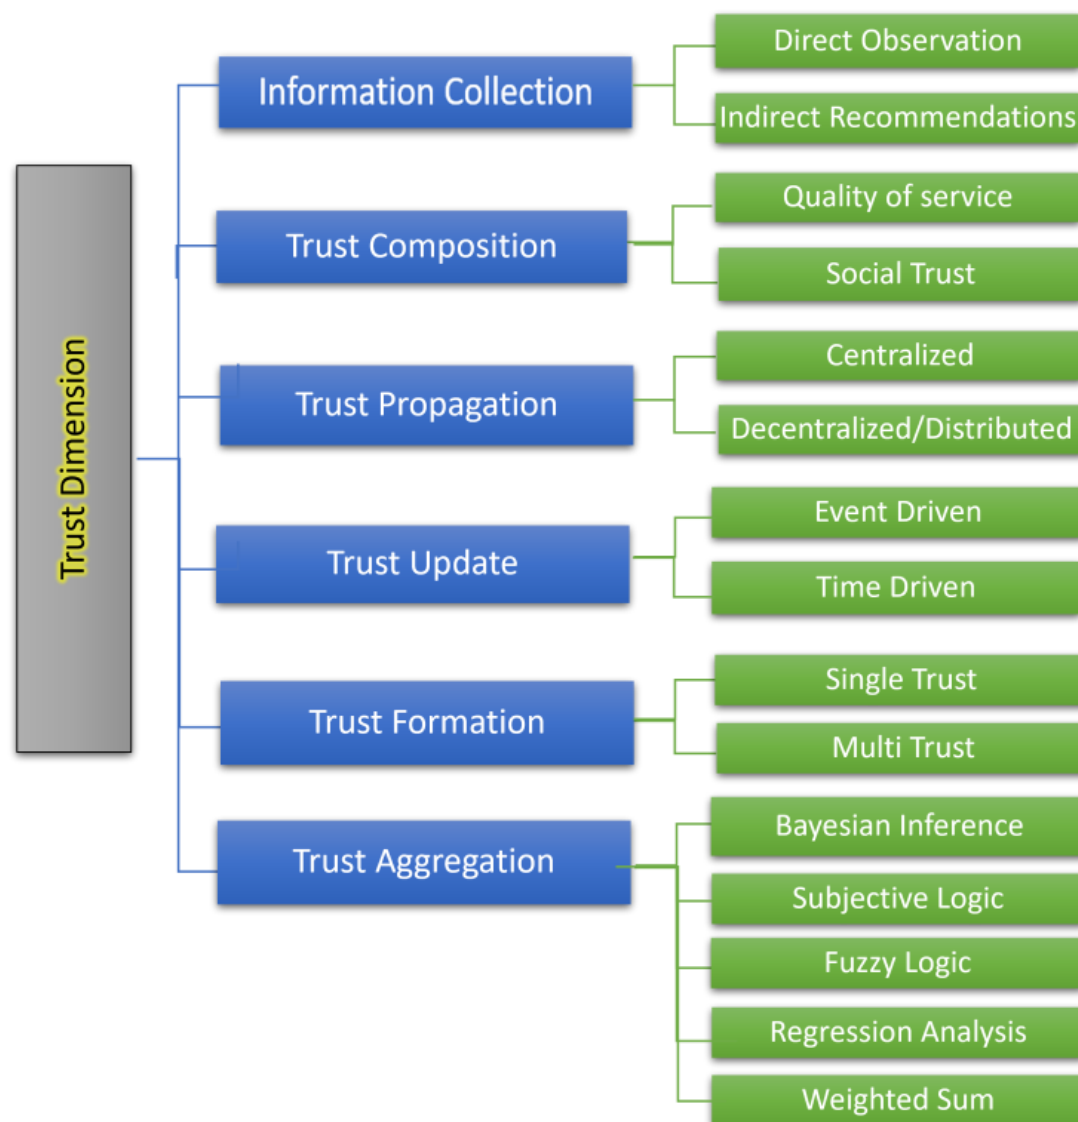 Trust Dimension
Information Collection
Direct Observation
Indirect Recommendations
Trust Composition
Quality of service
Social Trust
Trust Propagation
Centralized
Decentralized/Distributed
Trust Update
Event Driven
Time Driven
Trust Formation
Single Trust
Multi Trust
Trust Aggregation
Bayesian Inference
Subjective Logic
Fuzzy Logic
Regression Analysis
Weighted Sum